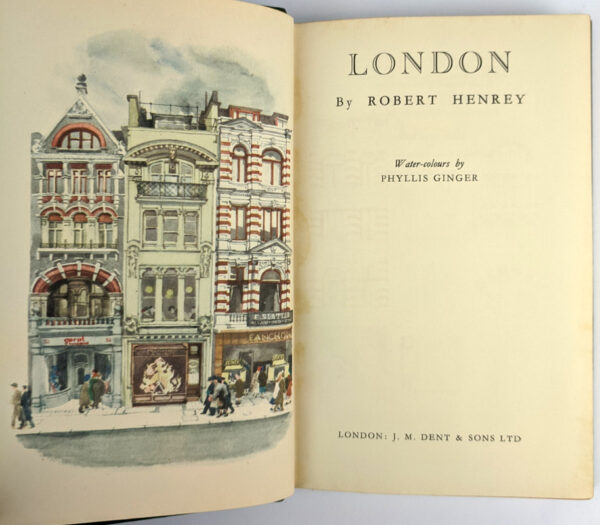 LONDON
By ROBERT HENREY
Water-colours by
PHYLLIS GINGER
LONDON: J. M. DENT & SONS LTD